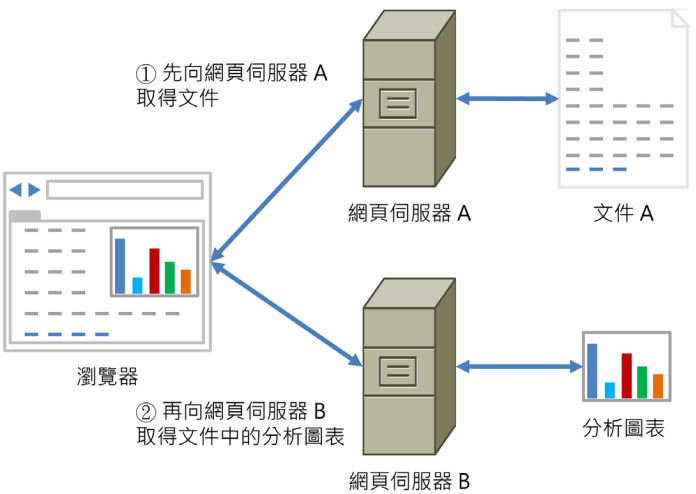 ① 先向網頁伺服器 A
取得文件
網頁伺服器 A
文件 A
瀏覽器
② 再向網頁伺服器 B
取得文件中的分析圖表
分析圖表
網頁伺服器 B